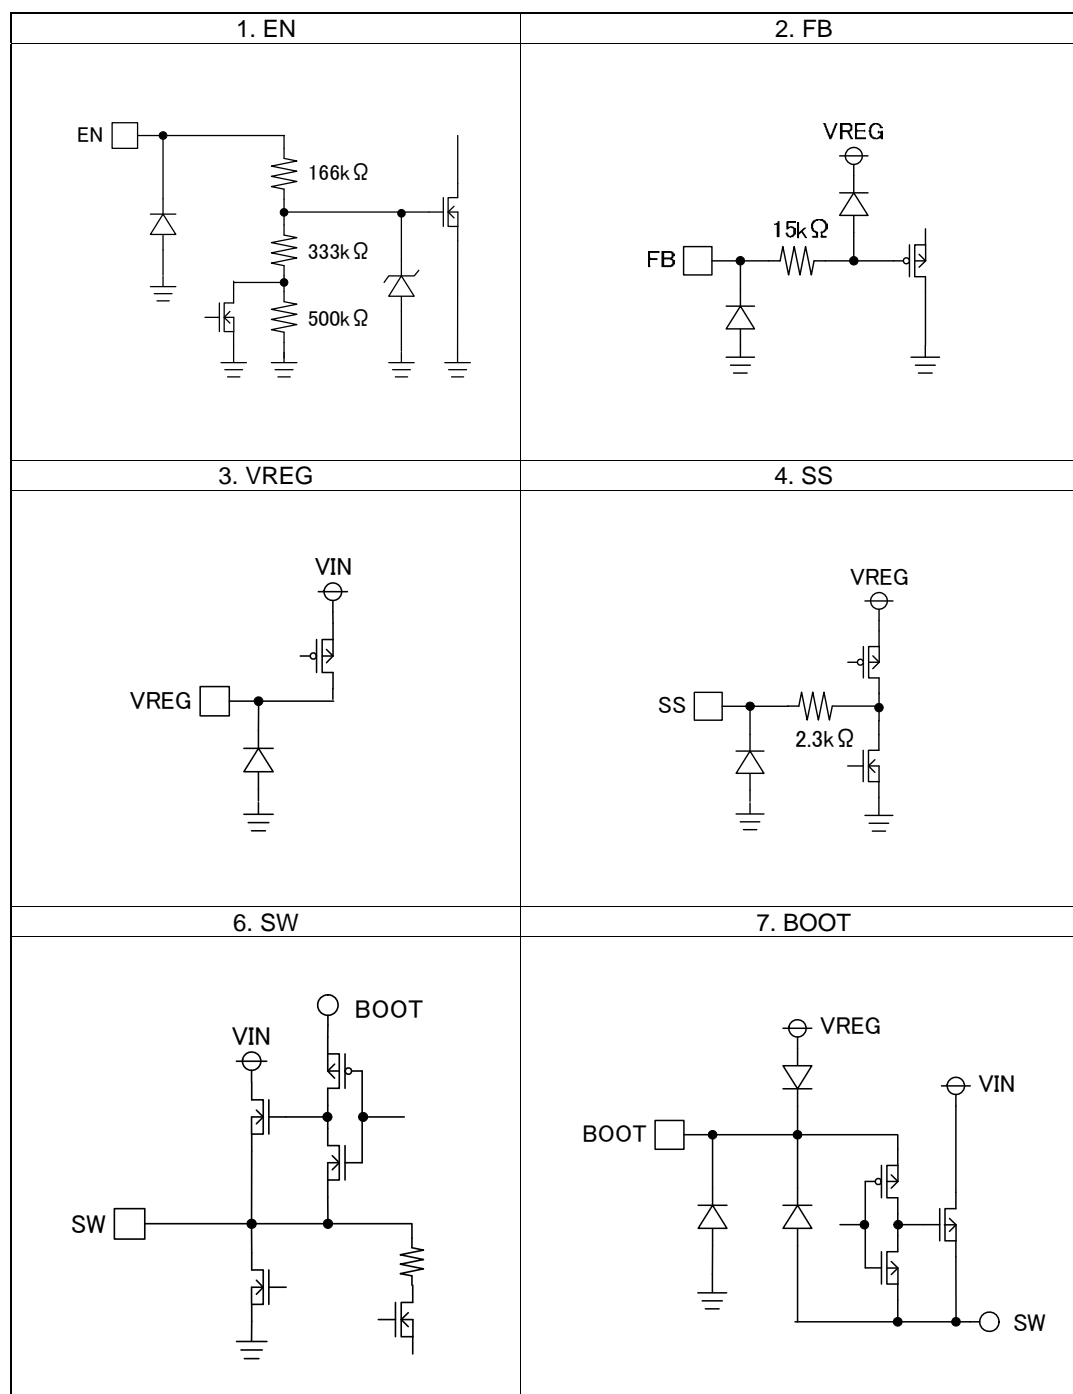 1. EN
2. FB
EN
166kΩ
333kΩ
500kΩ
VREG
15kΩ
FB
3. VREG
4. SS
VIN
VREG
VREG
SS
2.3kΩ
6. SW
7. BOOT
BOOT
VIN
SW
VREG
VIN
BOOT
SW